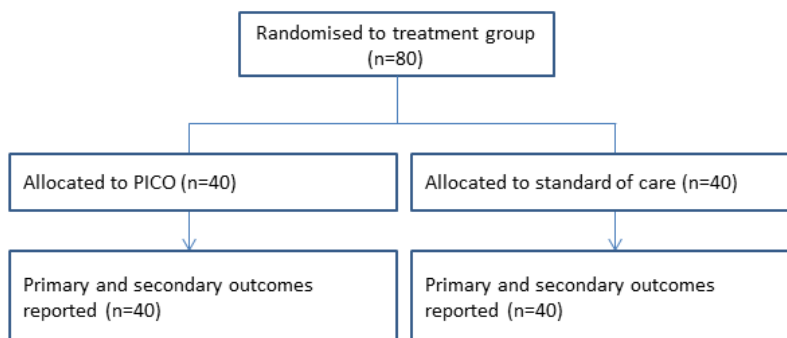 Randomised to treatment group
(n=80)
Allocated to PICO (n=40)
Allocated to standard of care (n=40)
Primary and secondary outcomes
reported (n=40)
Primary and secondary outcomes
reported (n=40)